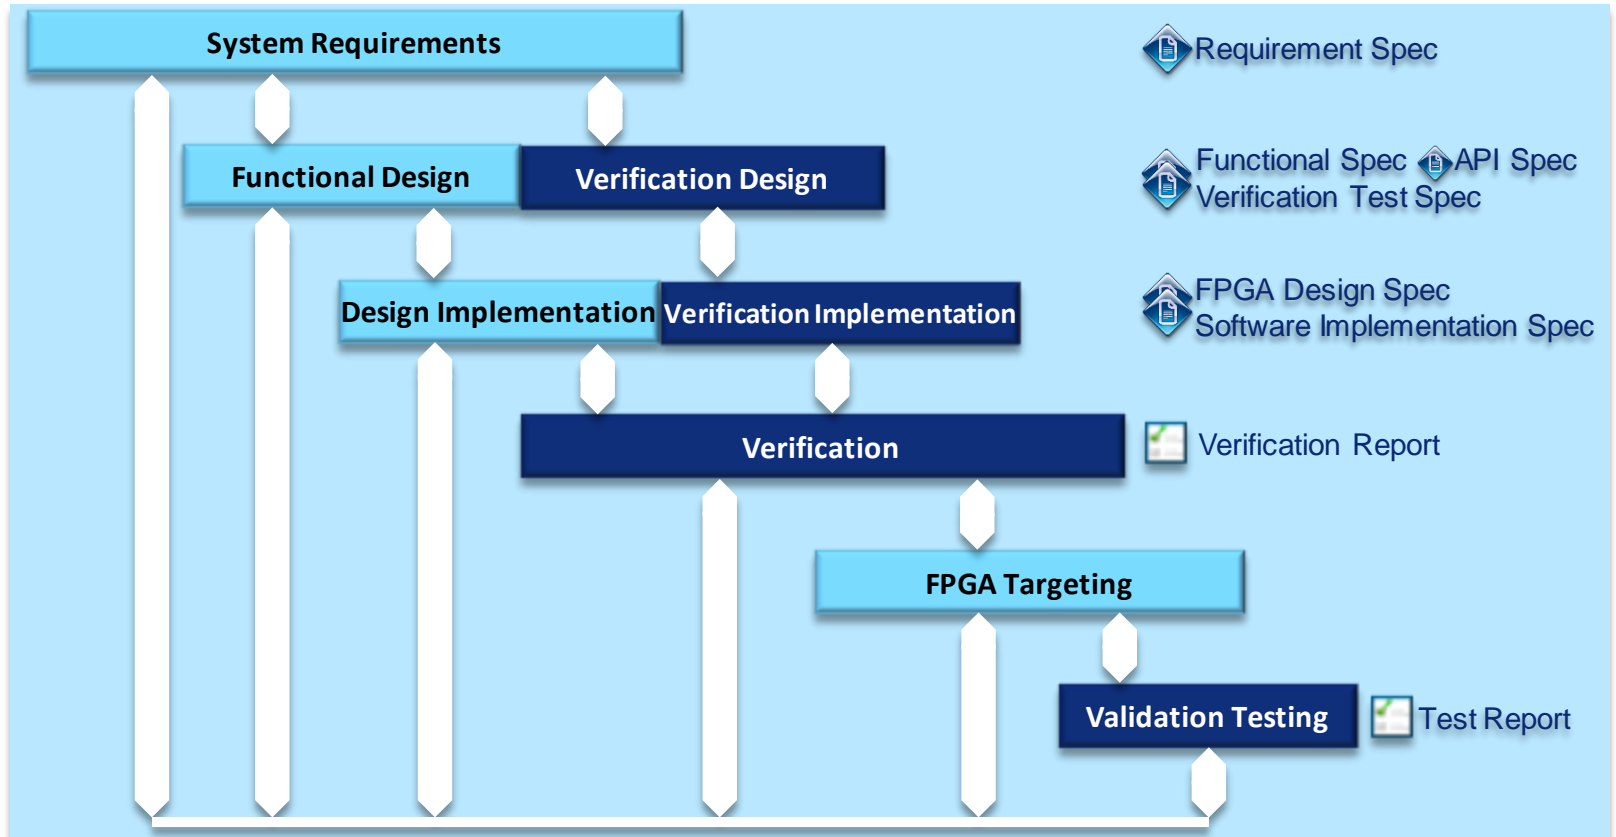 System Requirements
Requirement Spec
Functional Design
Verification Design
Functional Spec API Spec
Verification Test Spec
Design Implementation
Verification Implementation
FPGA Design Spec
Software Implementation Spec
Verification
Verification Report
FPGA Targeting
Validation Testing
Test Report